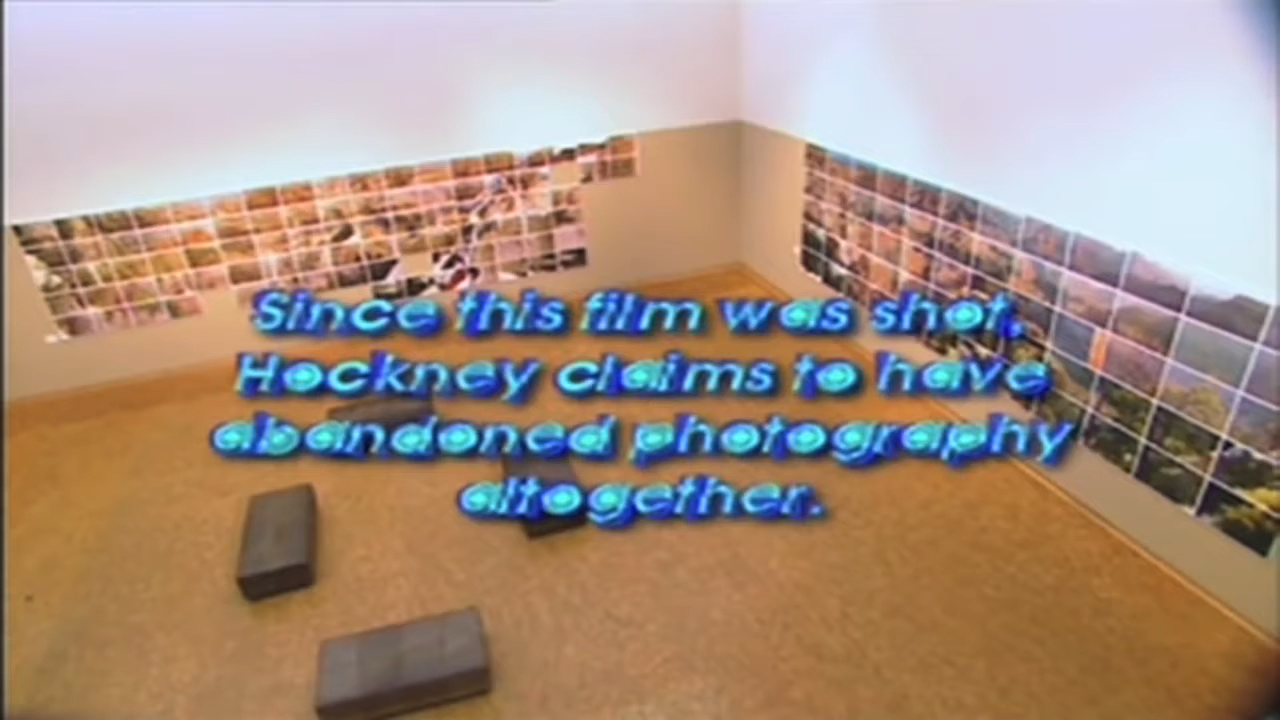 Since this film was shot,
Hockney claims to have
abandoned photography
altogether.